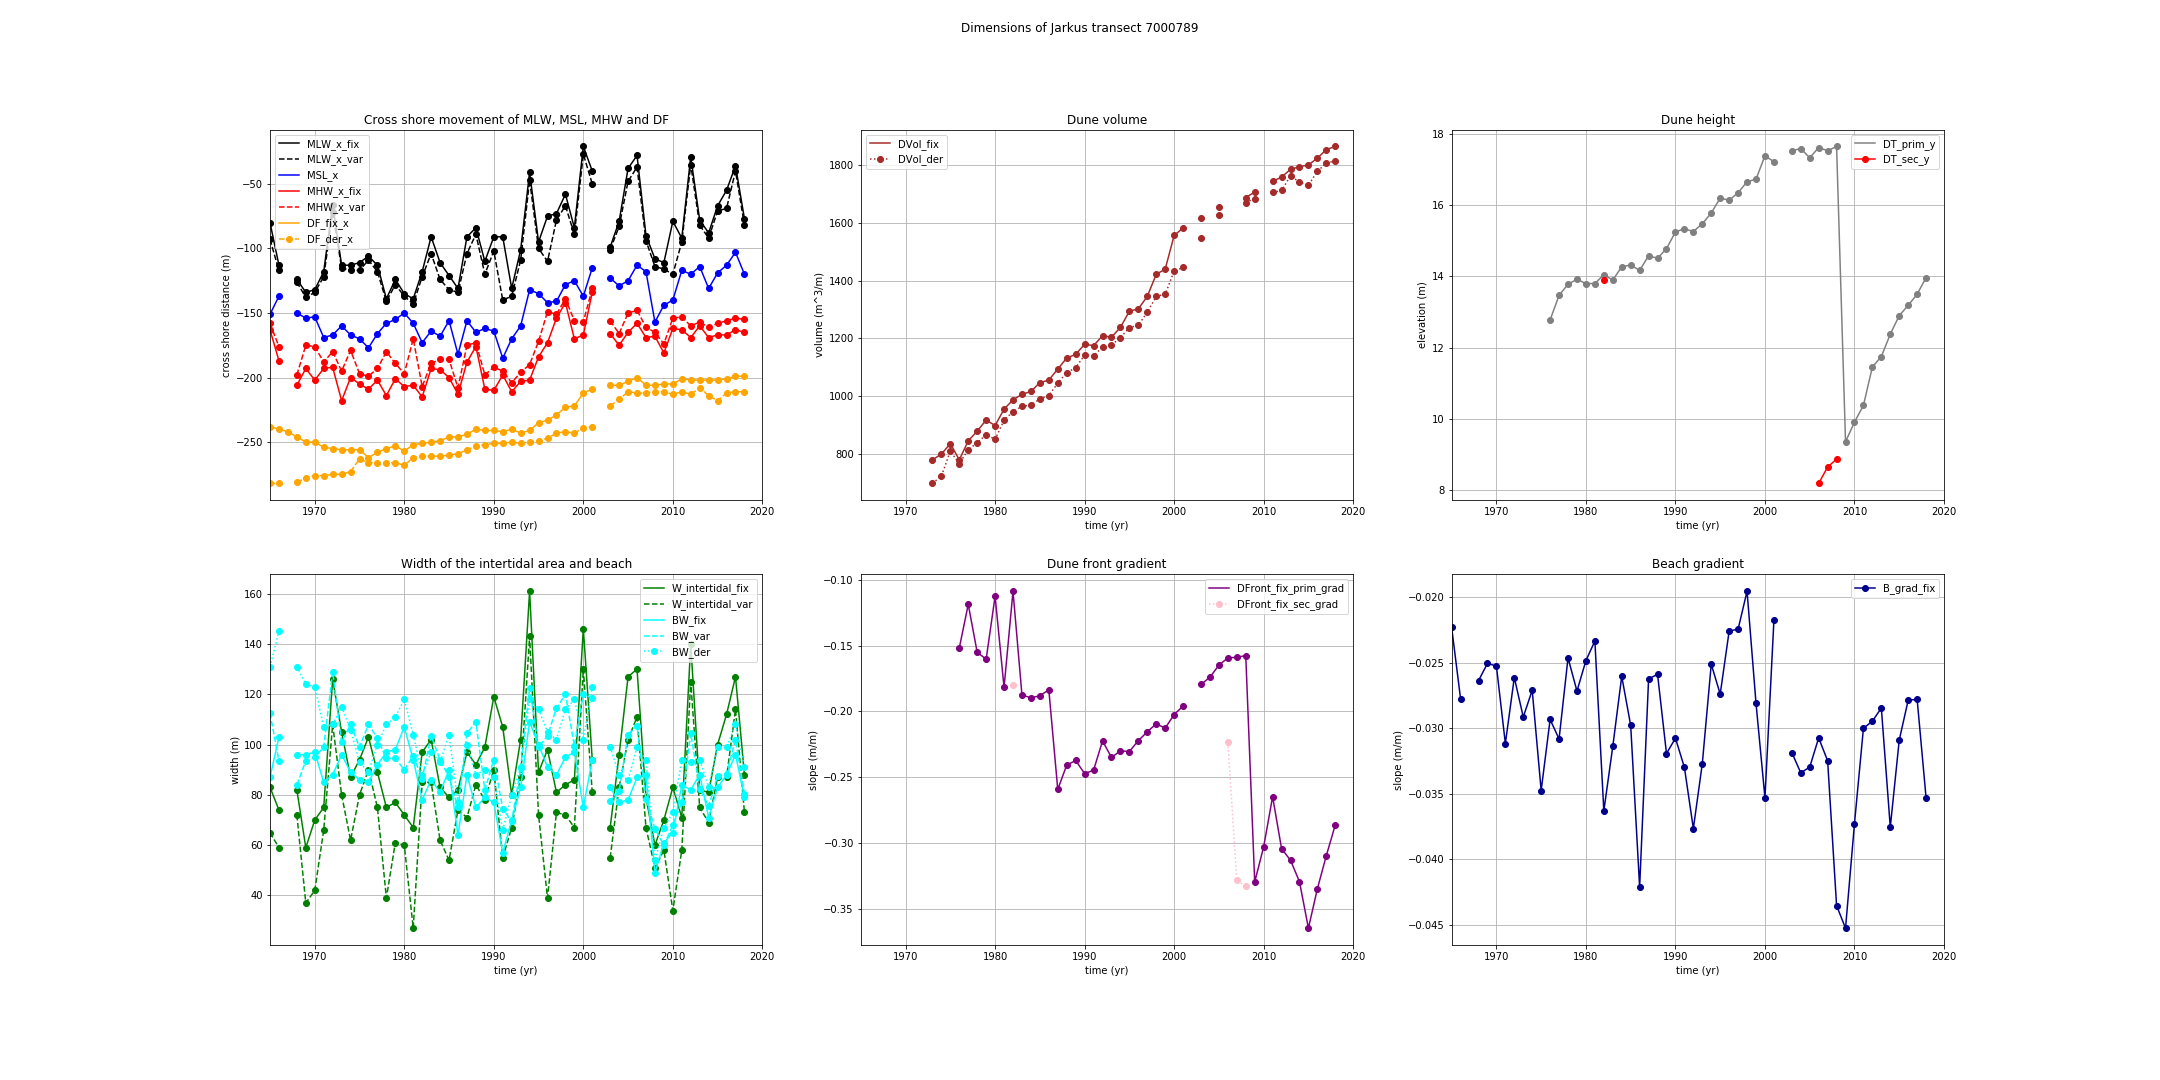 Dimensions of Jarkus transect 7000789
Cross shore movement of MLW, MSL, MHW and DF
MLW_x_fix
MLW_x_var
MSL_x
MHW_x_fix
MHW_x_var
DF_fix_x
DF_der_x
cross shore distance (m)
−50
−100
−150
−200
−250
1970 1980 1990 2000 2010 2020
time (yr)
Dune volume
DVol_fix
DVol_der
volume (m^3/m)
1800
1600
1400
1200
1000
800
1970 1980 1990 2000 2010 2020
time (yr)
Dune height
DT_prim_y
DT_sec_y
elevation (m)
18
16
14
12
10
8
1970 1980 1990 2000 2010 2020
time (yr)
Width of the intertidal area and beach
W_intertidal_fix
W_intertidal_var
BW_fix
BW_var
BW_der
width (m)
160
140
120
100
80
60
40
1970 1980 1990 2000 2010 2020
time (yr)
Dune front gradient
DFront_fix_prim_grad
DFront_fix_sec_grad
slope (m/m)
−0.10
−0.15
−0.20
−0.25
−0.30
−0.35
1970 1980 1990 2000 2010 2020
time (yr)
Beach gradient
B_grad_fix
slope (m/m)
−0.020
−0.025
−0.030
−0.035
−0.040
−0.045
1970 1980 1990 2000 2010 2020
time (yr)